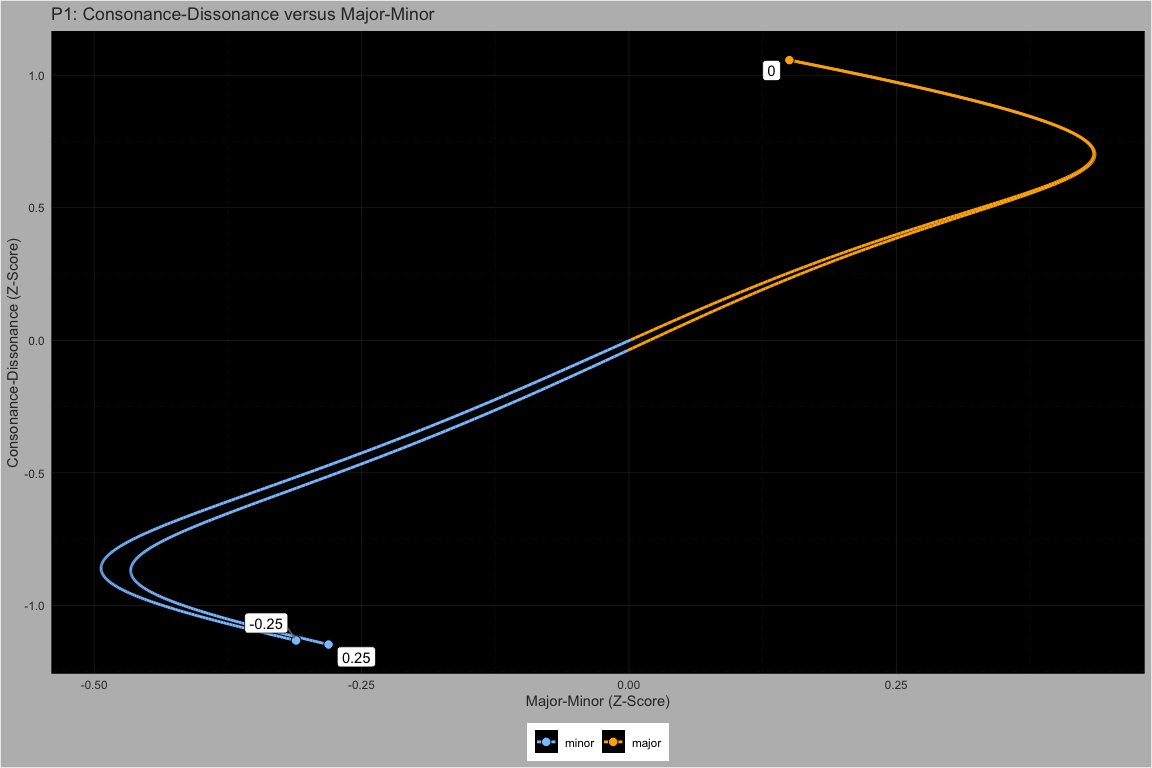 P1: Consonance-Dissonance versus Major-Minor
Consonance-Dissonance (Z-Score)
1.0
0.5
0.0
-0.5
-1.0
0
-0.25
0.25
-0.50
-0.25
0.00
0.25
Major-Minor (Z-Score)
minor
major